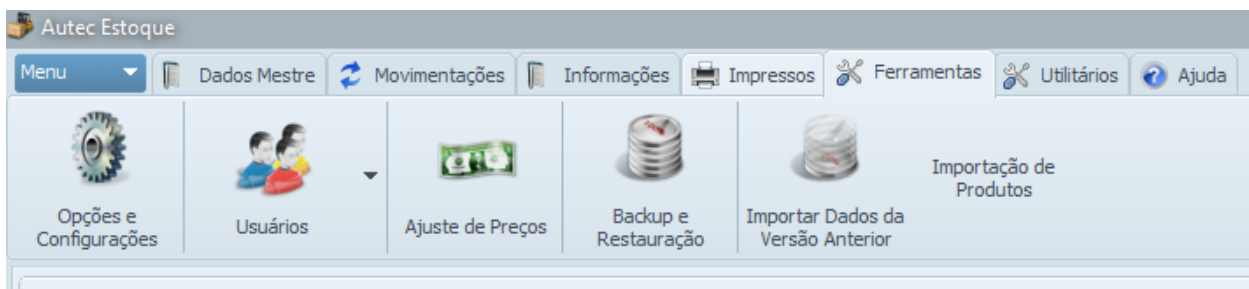 Autec Estoque
Menu Dados Mestre Movimentações Informações Impressos Ferramentas Utilitários Ajuda
Opções e
Configurações
Usuários
Ajuste de Preços
Backup e
Restauração
Importar Dados da
Versão Anterior
Importação de
Produtos